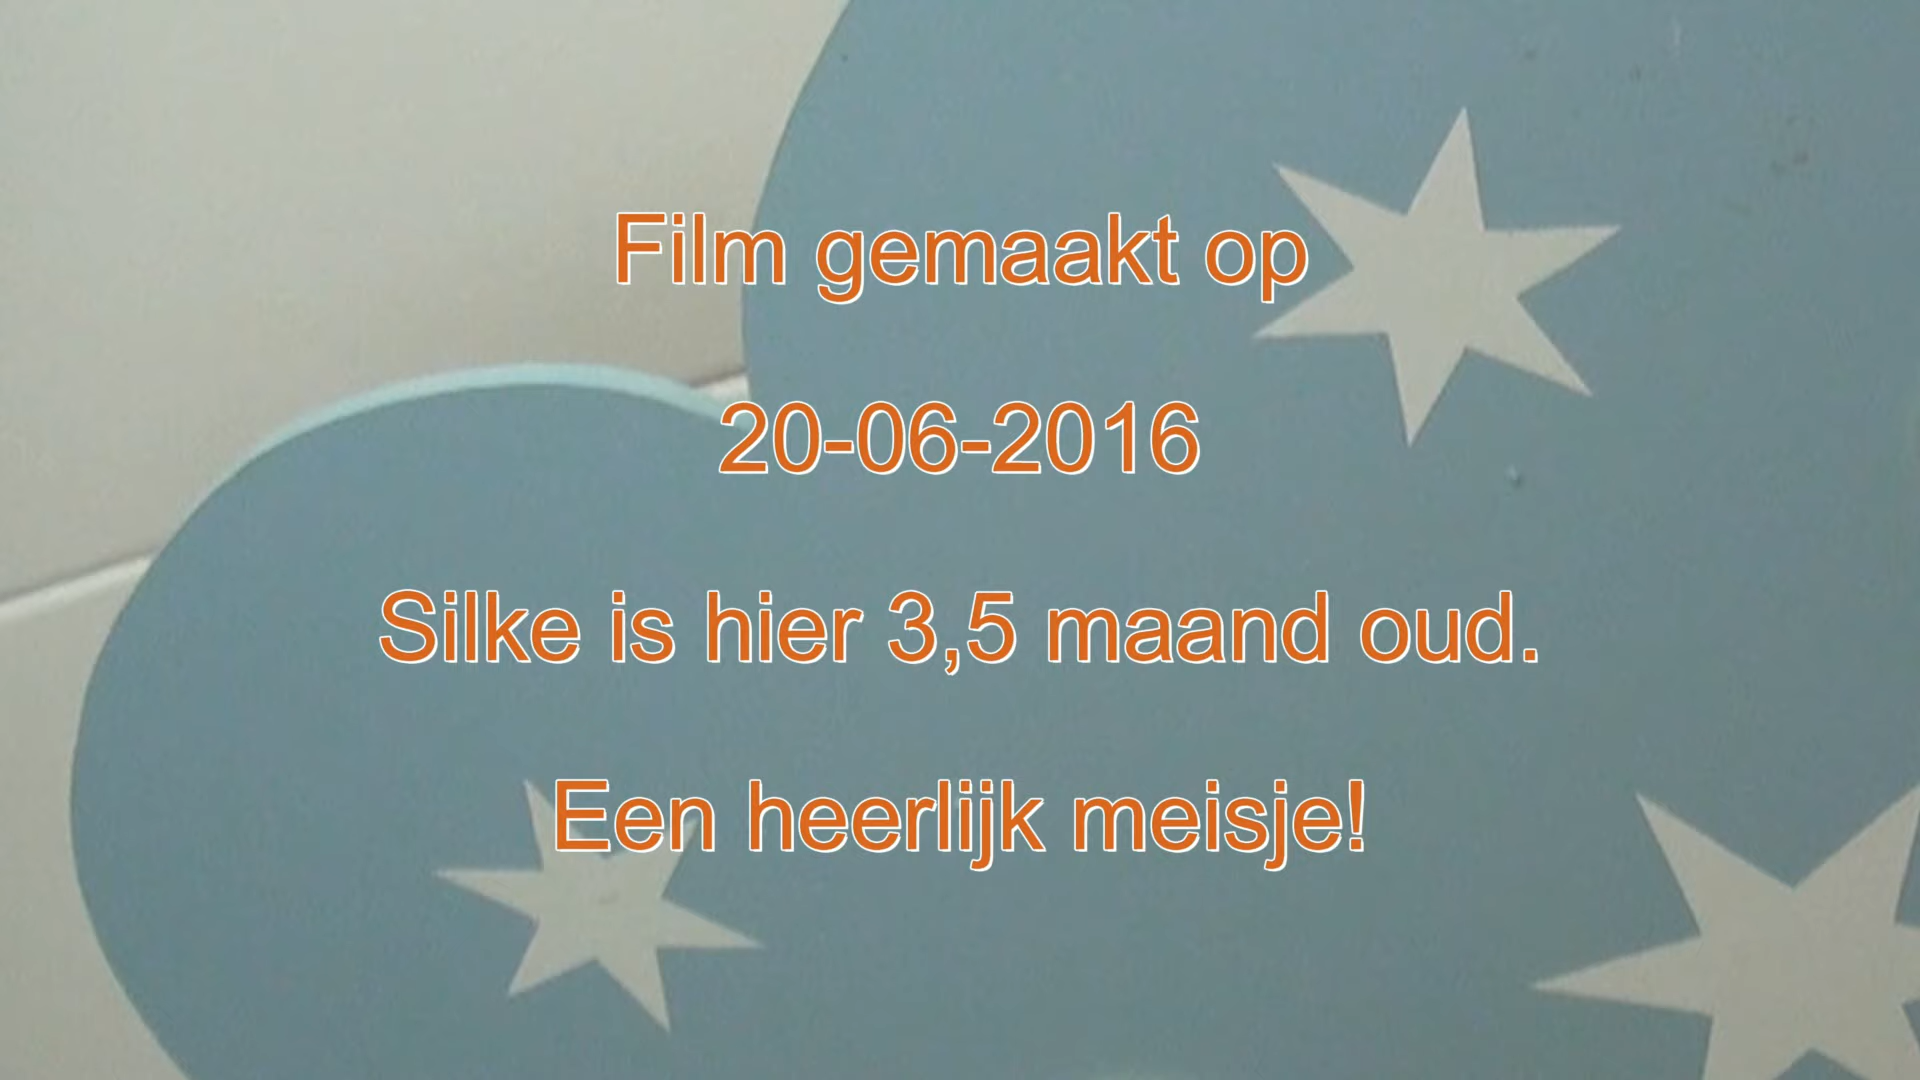 Film gemaakt op
20-06-2016
Silke is hier 3,5 maand oud.
Een heerlijk meisje!